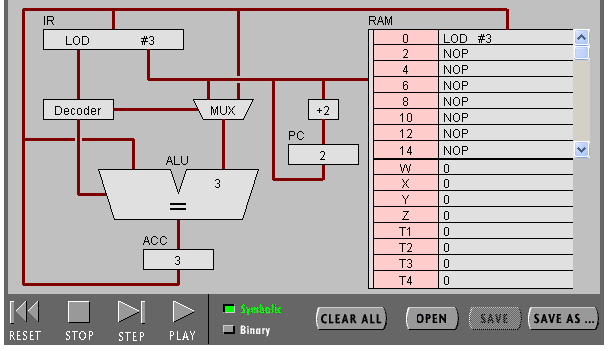 IR
RAM
LOD #3
0 LOD #3
2 NOP
4 NOP
6 NOP
8 NOP
10 NOP
12 NOP
14 NOP
Decoder
MUX
+2
PC
2
ALU
3
=
W 0
X 0
Y 0
Z 0
T1 0
T2 0
T3 0
T4 0
ACC
3
RESET
STOP
STEP
PLAY
Symbolic
Binary
CLEAR ALL
OPEN
SAVE
SAVE AS ...